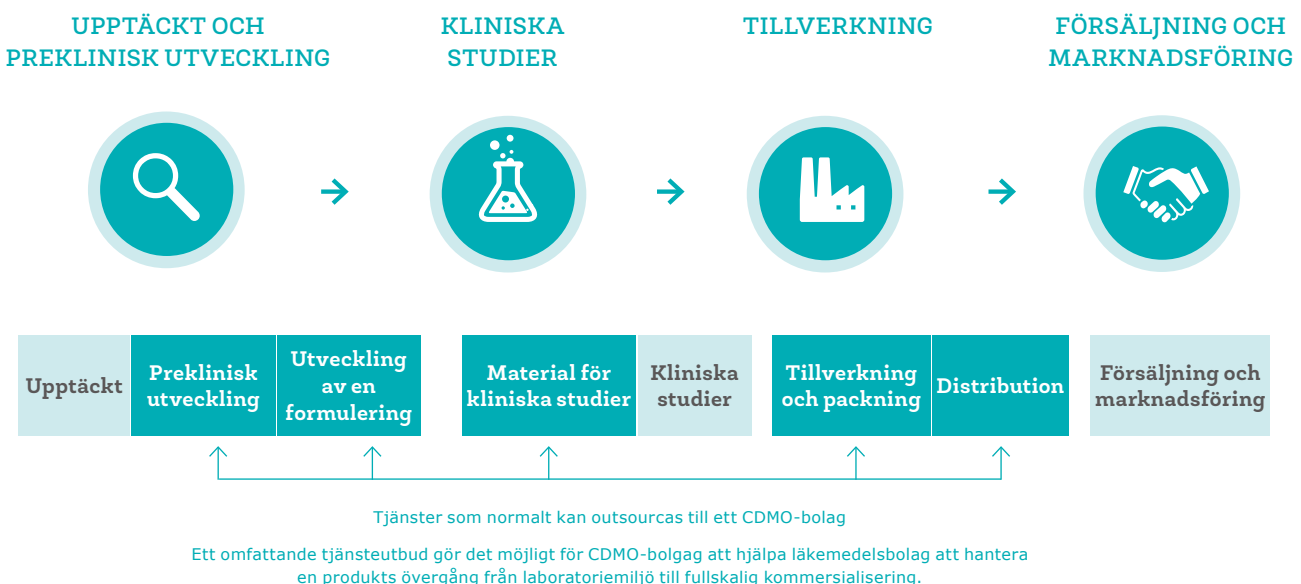 UPPTÄCKT OCH
PREKLINISK UTVECKLING
KLINISKA
STUDIER
TILLVERKNING
FÖRSÄLJNING OCH
MARKNADSFÖRING
Upptäckt
Preklinisk
utveckling
Utveckling
av en
formulering
Material för
kliniska studier
Kliniska
studier
Tillverkning
och packning
Distribution
Försäljning och
marknadsföring
Tjänster som normalt kan outsourcas till ett CDMO-bolag
Ett omfattande tjänsteutbud gör det möjligt för CDMO-bolgag att hjälpa läkemedelsbolag att hantera
en produkts övergång från laboratoriemiljö till fullskalig kommersialisering.